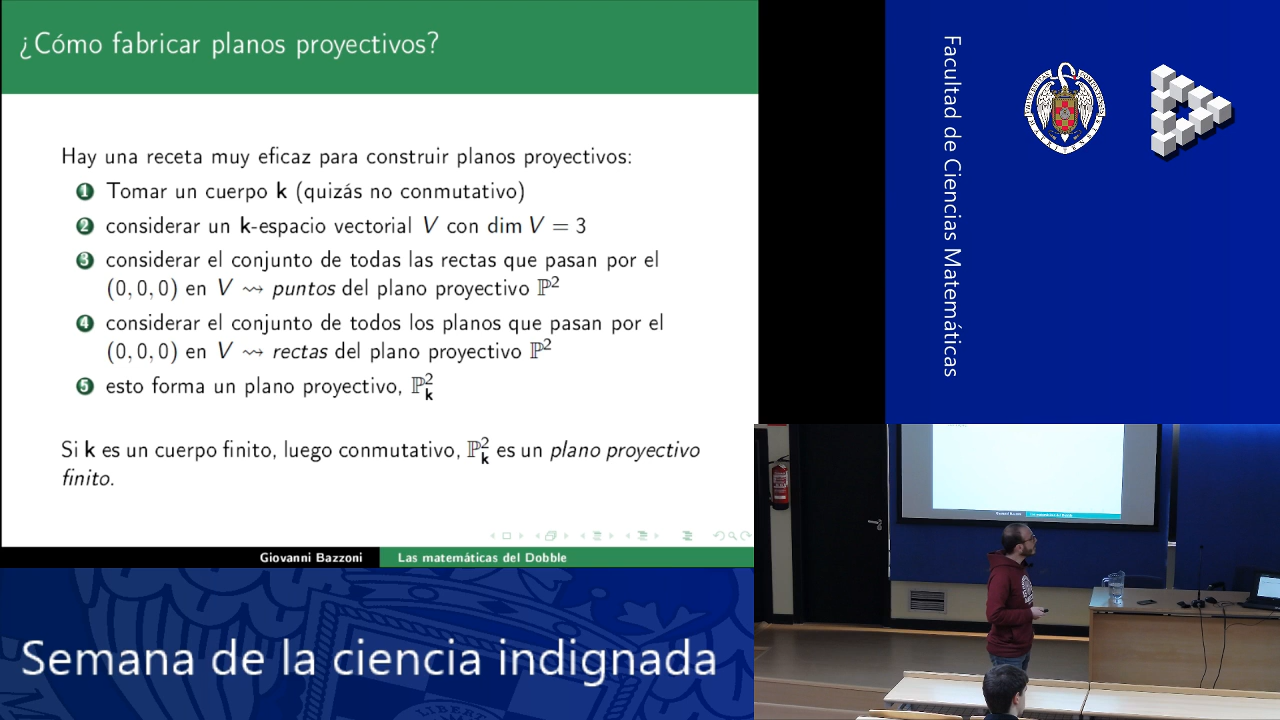 ¿Cómo fabricar planos proyectivos?
Hay una receta muy eficaz para construir planos proyectivos:
1 Tomar un cuerpo k (quizás no conmutativo)
2 considerar un k-espacio vectorial V con dim V = 3
3 considerar el conjunto de todas las rectas que pasan por el
(0, 0, 0) en V ⇝ puntos del plano proyectivo ℙ²
4 considerar el conjunto de todos los planos que pasan por el
(0, 0, 0) en V ⇝ rectas del plano proyectivo ℙ²
5 esto forma un plano proyectivo, ℙ²ₖ
Si k es un cuerpo finito, luego conmutativo, ℙ²ₖ es un plano proyectivo
finito.
Giovanni Bazzoni
Las matemáticas del Dobble
Semana de la ciencia indignada
Facultad de Ciencias Matemáticas